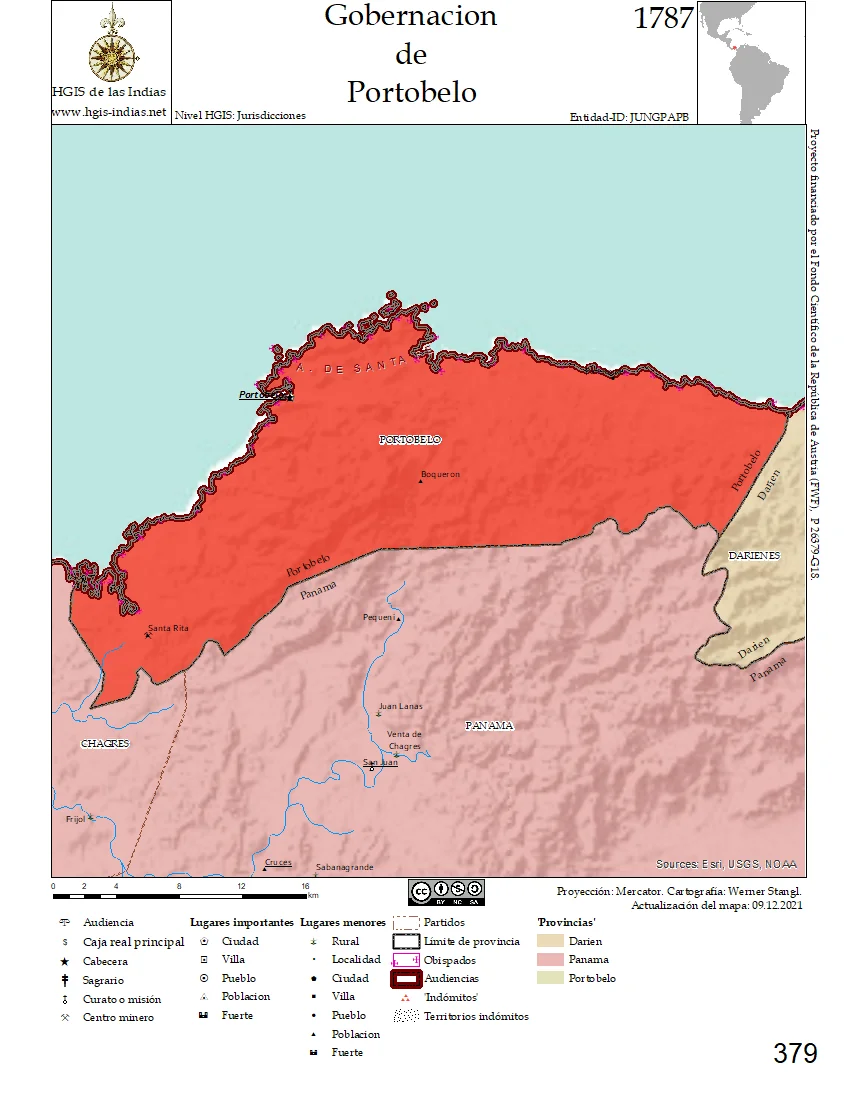 Gobernacion
de
Portobelo
1787
HGIS de las Indias
www.hgis-indias.net
Nivel HGIS: Jurisdicciones
Entidad-ID: JUNGPAPB
Proyecto financiado por el Fondo Científico de la República de Austria (FWF), P 26379-G18.
A. DE SANTA
PORTOBELO
Boqueron
Portobelo
Darien
Portobelo
Panama
DARIENES
Santa Rita
Pequeni
Darien
Panama
Juan Lanas
PANAMA
Venta de
Chagres
CHAGRES
San Juan
Frijol
Cruces
Sabanagrande
Sources: Esri, USGS, NOAA
0 2 4 8 12 16
km
CC BY NC SA
Proyección: Mercator. Cartografía: Werner Stangl.
Actualización del mapa: 09.12.2021
Audiencia
Caja real principal
Cabecera
Sagrario
Curato o misión
Centro minero
Lugares importantes
Ciudad
Villa
Pueblo
Poblacion
Fuerte
Lugares menores
Rural
Localidad
Ciudad
Villa
Pueblo
Poblacion
Fuerte
Partidos
Límite de provincia
Obispados
Audiencias
'Indómitos'
Territorios indómitos
'Provincias'
Darien
Panama
Portobelo
379